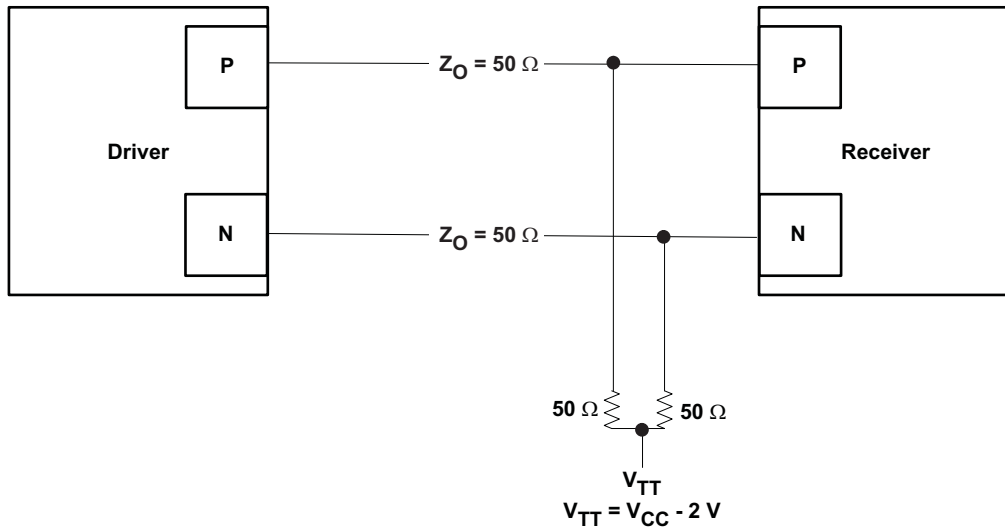 P
Z_O = 50 Ω
P
Driver
Receiver
N
Z_O = 50 Ω
N
50 Ω
50 Ω
V_TT
V_TT = V_CC - 2 V